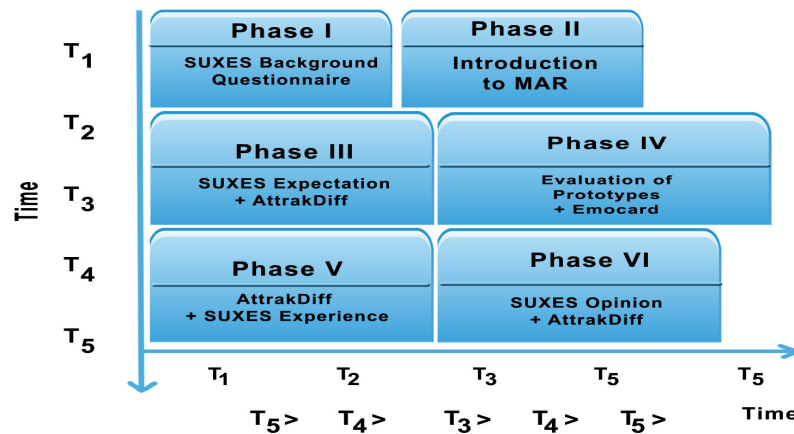 Phase I
SUXES Background
Questionnaire
Phase II
Introduction
to MAR
Phase III
SUXES Expectation
+ AttrakDiff
Phase IV
Evaluation of
Prototypes
+ Emocard
Phase V
AttrakDiff
+ SUXES Experience
Phase VI
SUXES Opinion
+ AttrakDiff
Time
T1
T2
T3
T4
T5
T1 T2 T3 T5 T5
T5 > T4 > T3 > T4 > T5 >
Time